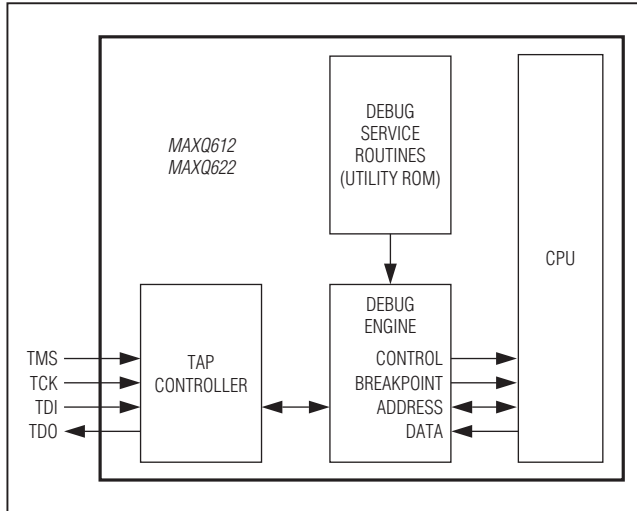 MAXQ612
MAXQ622
DEBUG
SERVICE
ROUTINES
(UTILITY ROM)
CPU
TMS
TCK
TDI
TDO
TAP
CONTROLLER
DEBUG
ENGINE
CONTROL
BREAKPOINT
ADDRESS
DATA